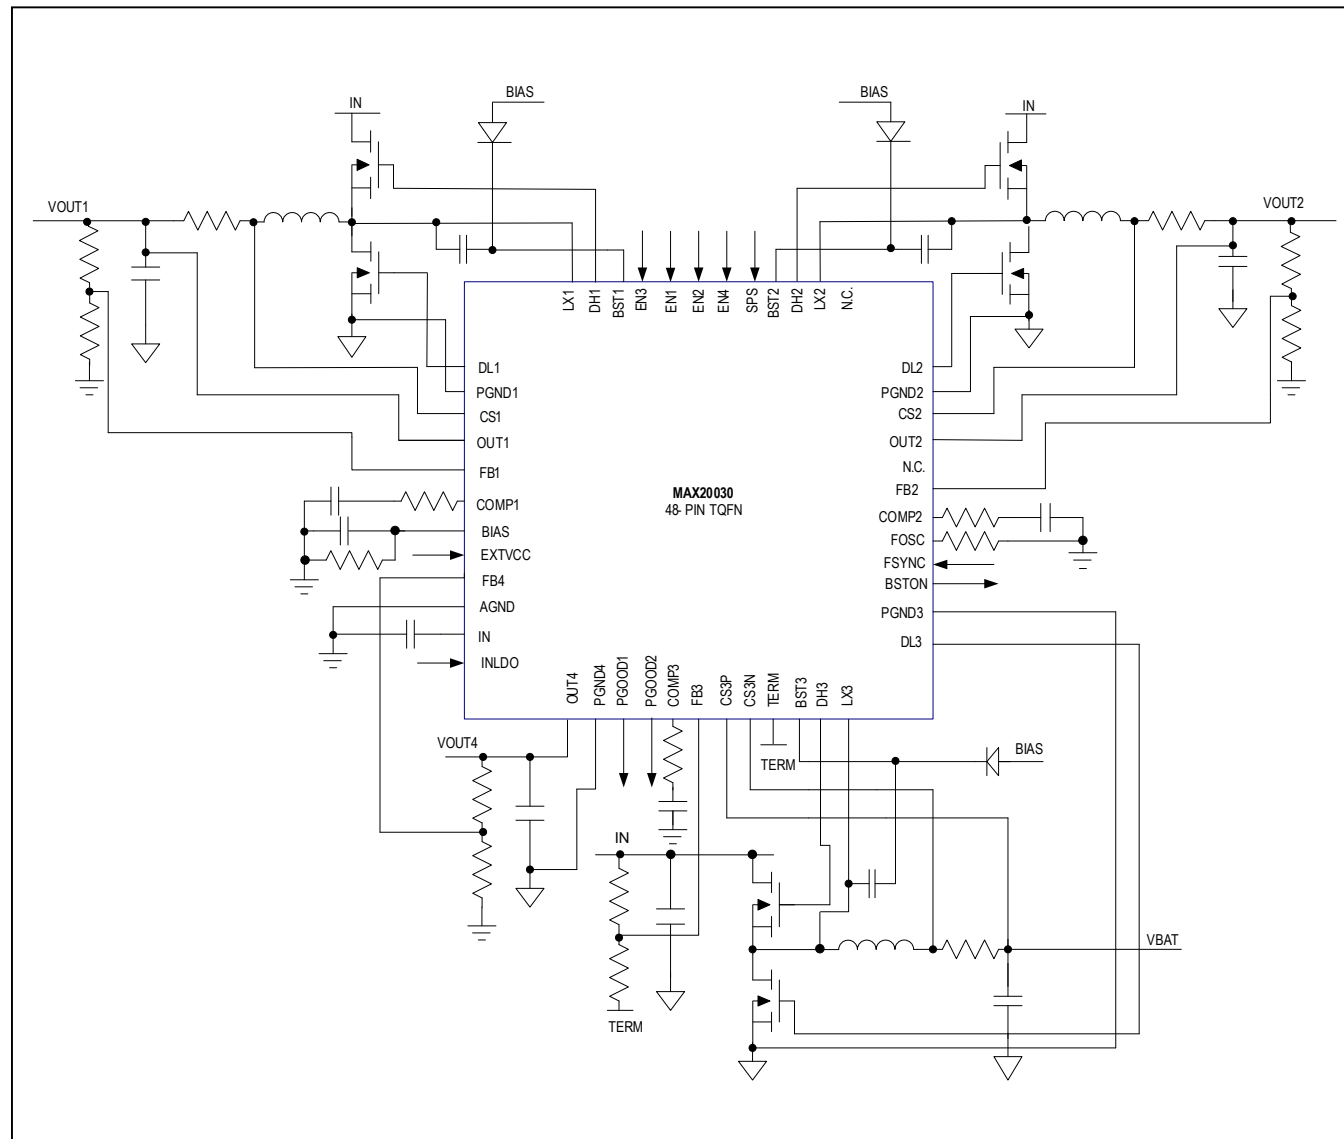 BIAS
BIAS
IN
IN
VOUT1
VOUT2
LX1
DH1
BST1
EN3
EN1
EN2
EN4
SPS
BST2
DH2
LX2
N.C.
DL1
PGND1
CS1
OUT1
FB1
COMP1
BIAS
EXTVCC
FB4
AGND
IN
INLDO
MAX20030
48- PIN TQFN
DL2
PGND2
CS2
OUT2
N.C.
FB2
COMP2
FOSC
FSYNC
BSTON
PGND3
DL3
OUT4
PGND4
PGOOD1
PGOOD2
COMP3
FB3
CS3P
CS3N
TERM
BST3
DH3
LX3
VOUT4
TERM
BIAS
IN
VBAT
TERM